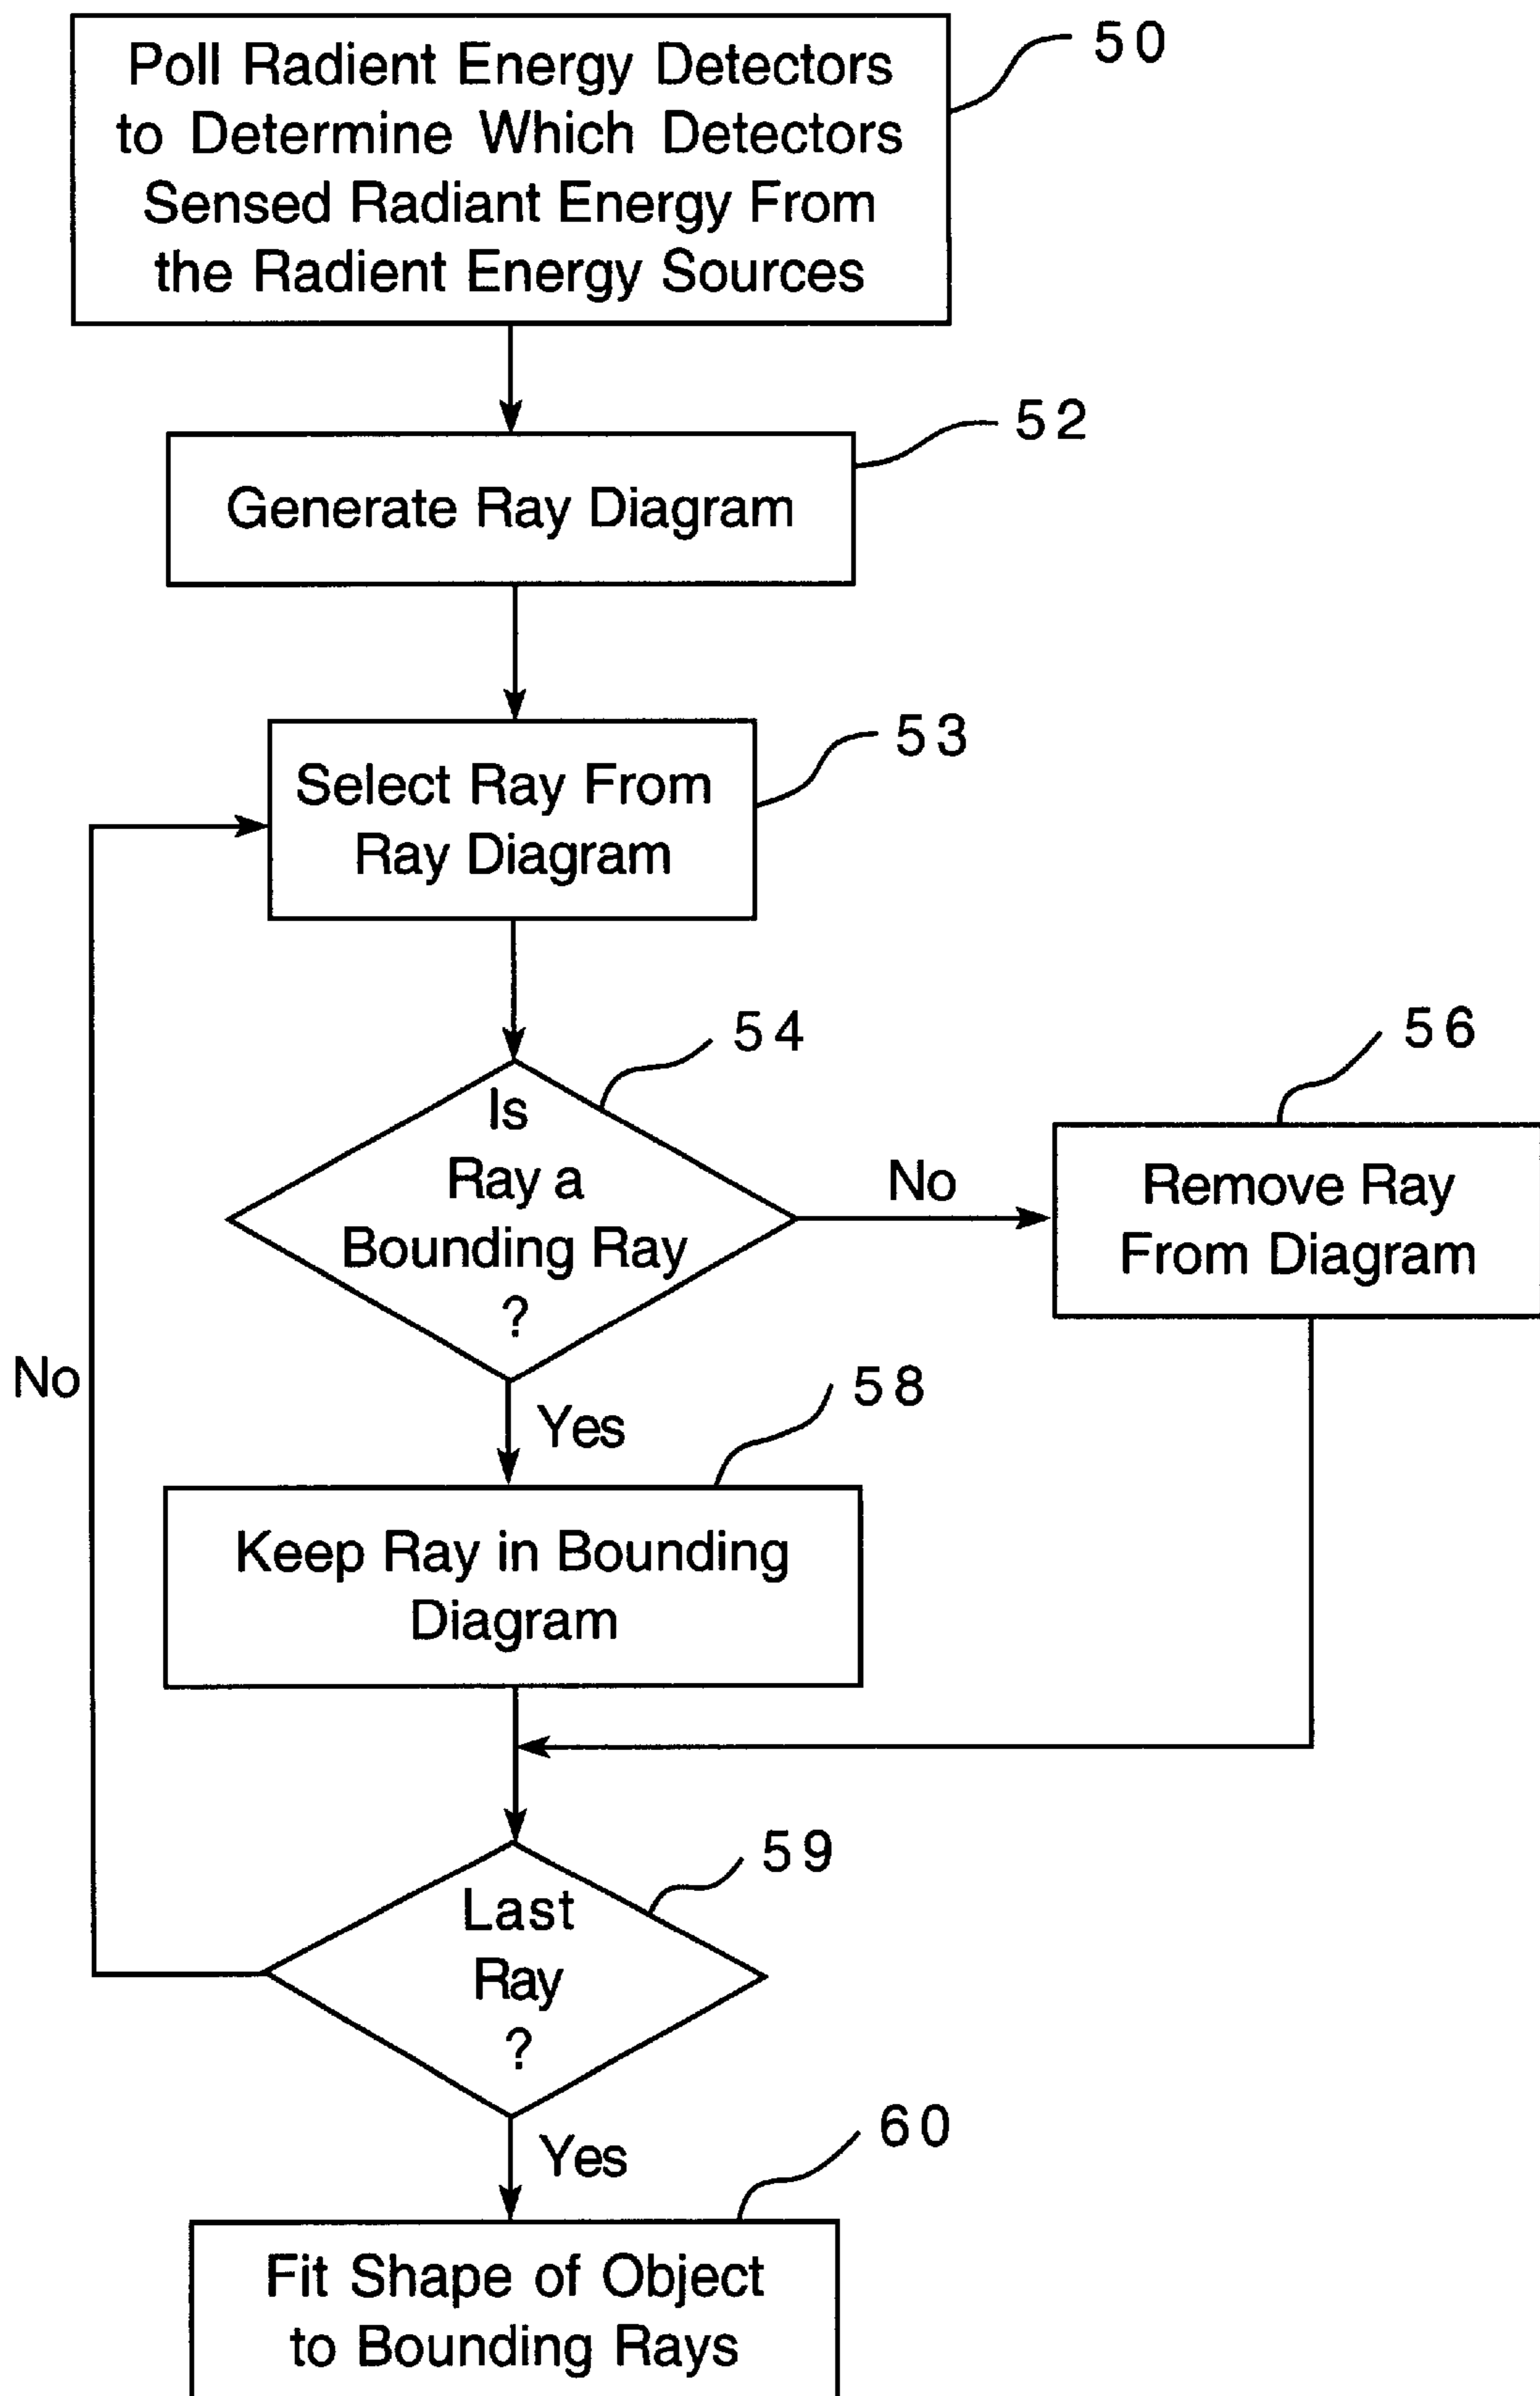 Poll Radient Energy Detectors
to Determine Which Detectors
Sensed Radiant Energy From
the Radient Energy Sources
50
Generate Ray Diagram
52
Select Ray From
Ray Diagram
53
Is
Ray a
Bounding Ray
?
54
No
Remove Ray
From Diagram
56
Yes
Keep Ray in Bounding
Diagram
58
No
Last
Ray
?
59
Yes
Fit Shape of Object
to Bounding Rays
60